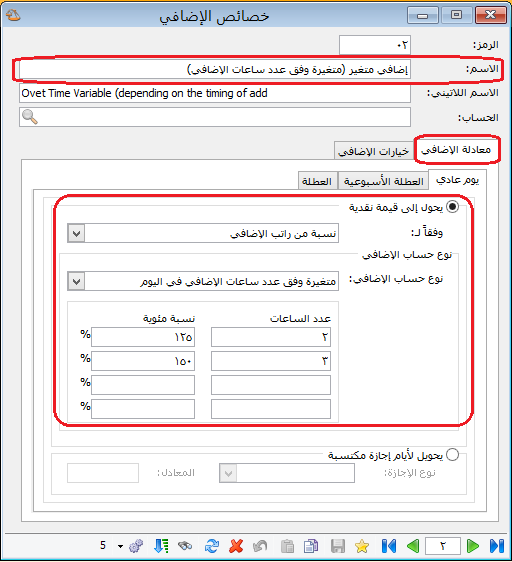 خصائص الإضافي
الرمز: ٠٢
الاسم: إضافي متغير (متغيرة وفق عدد ساعات الإضافي)
الاسم اللاتيني: Ovet Time Variable (depending on the timing of add
الحساب:
معادلة الإضافي خيارات الإضافي
يوم عادي العطلة الأسبوعية العطلة
يحول إلى قيمة نقدية
وفقاً لـ: نسبة من راتب الإضافي
نوع حساب الإضافي
نوع حساب الإضافي: متغيرة وفق عدد ساعات الإضافي في اليوم
عدد الساعات نسبة مئوية
٢ ١٢٥ %
٣ ١٥٠ %
%
%
يحويل لأيام إجازة مكتسبة
نوع الإجازة: المعادل:
٢ 5